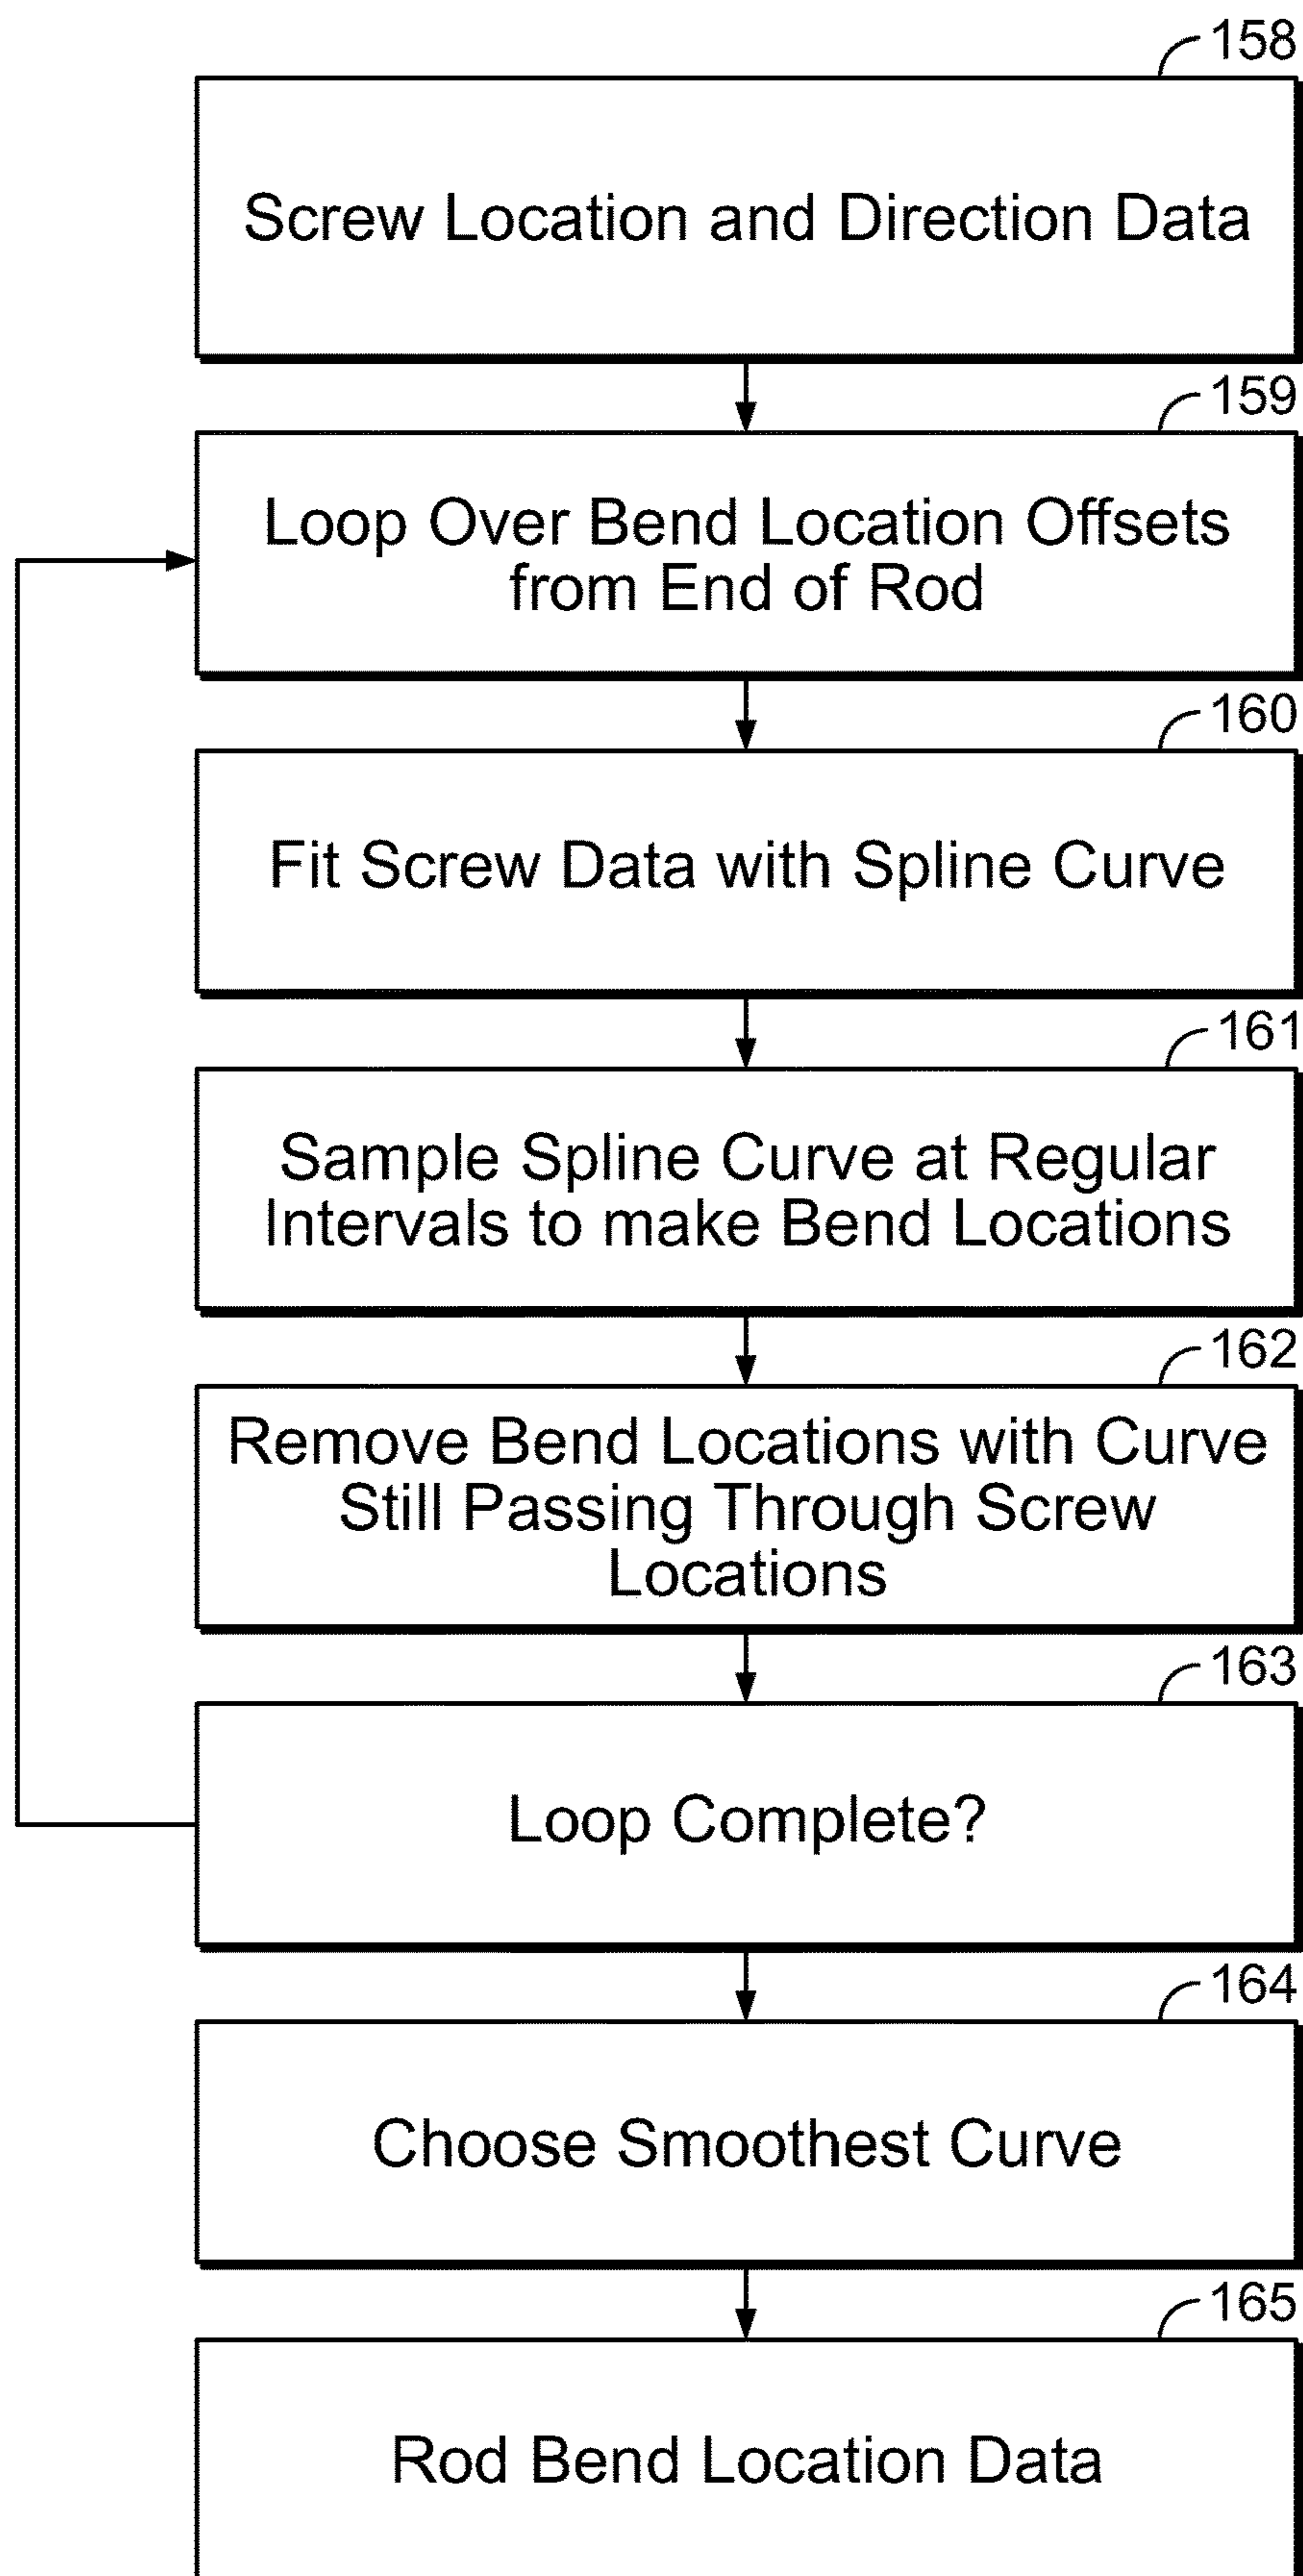 158
Screw Location and Direction Data
159
Loop Over Bend Location Offsets
from End of Rod
160
Fit Screw Data with Spline Curve
161
Sample Spline Curve at Regular
Intervals to make Bend Locations
162
Remove Bend Locations with Curve
Still Passing Through Screw
Locations
163
Loop Complete?
164
Choose Smoothest Curve
165
Rod Bend Location Data